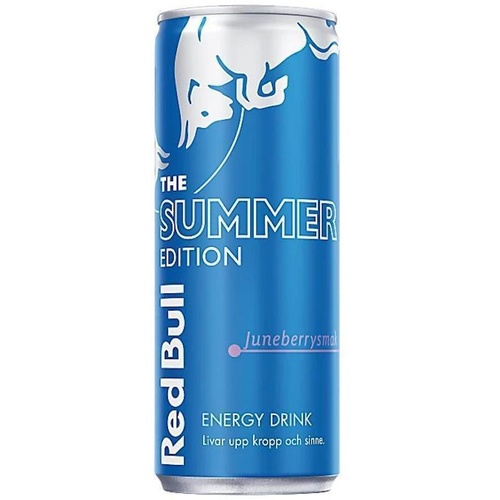 THE
SUMMER
EDITION
Red Bull
Juneberrysmak
ENERGY DRINK
Livar upp kropp och sinne.